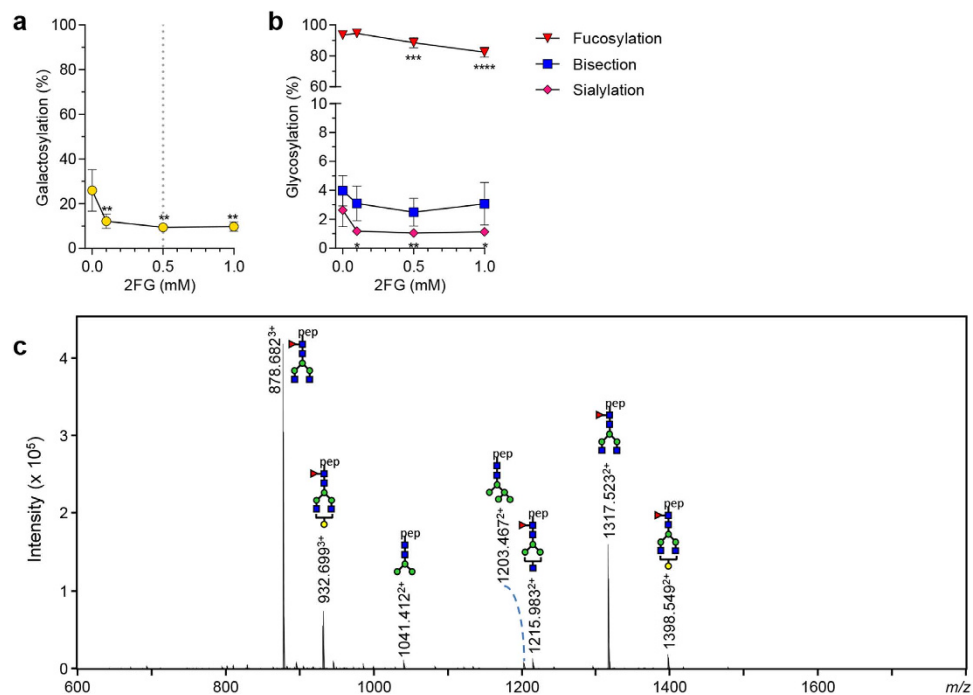 a
b
100
80
60
40
20
0
Galactosylation (%)
**
**
**
0.0
0.5
1.0
2FG (mM)
100
80
60
6
4
2
0
Glycosylation (%)
***
****
*
**
*
0.0
0.5
1.0
2FG (mM)
Fucosylation
Bisection
Sialylation
c
Intensity (x 10⁵)
4
3
2
1
0
878.682³⁺
pep
932.699³⁺
pep
1041.412²⁺
pep
1203.467²⁺
pep
1215.983²⁺
pep
1317.523²⁺
pep
1398.549²⁺
pep
600
800
1000
1200
1400
1600
m/z